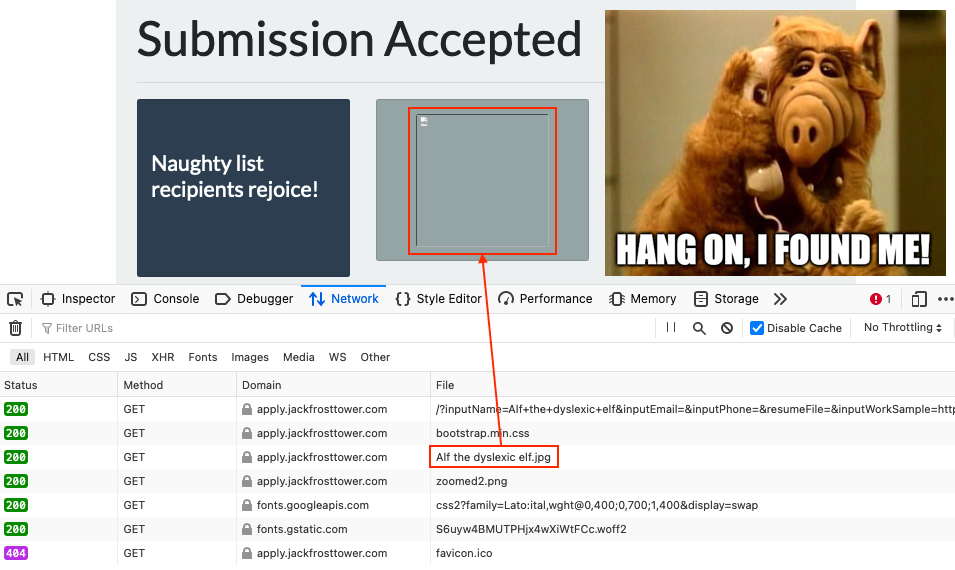 Submission Accepted
Naughty list
recipients rejoice!
HANG ON, I FOUND ME!
Inspector Console Debugger Network Style Editor Performance Memory Storage 1
Filter URLs Disable Cache No Throttling
All HTML CSS JS XHR Fonts Images Media WS Other
Status Method Domain File
200 GET apply.jackfrosttower.com /?inputName=Alf+the+dyslexic+elf&inputEmail=&inputPhone=&resumeFile=&inputWorkSample=http
200 GET apply.jackfrosttower.com bootstrap.min.css
200 GET apply.jackfrosttower.com Alf the dyslexic elf.jpg
200 GET apply.jackfrosttower.com zoomed2.png
200 GET fonts.googleapis.com css2?family=Lato:ital,wght@0,400;0,700;1,400&display=swap
200 GET fonts.gstatic.com S6uyw4BMUTPHjx4wXiWtFCc.woff2
404 GET apply.jackfrosttower.com favicon.ico